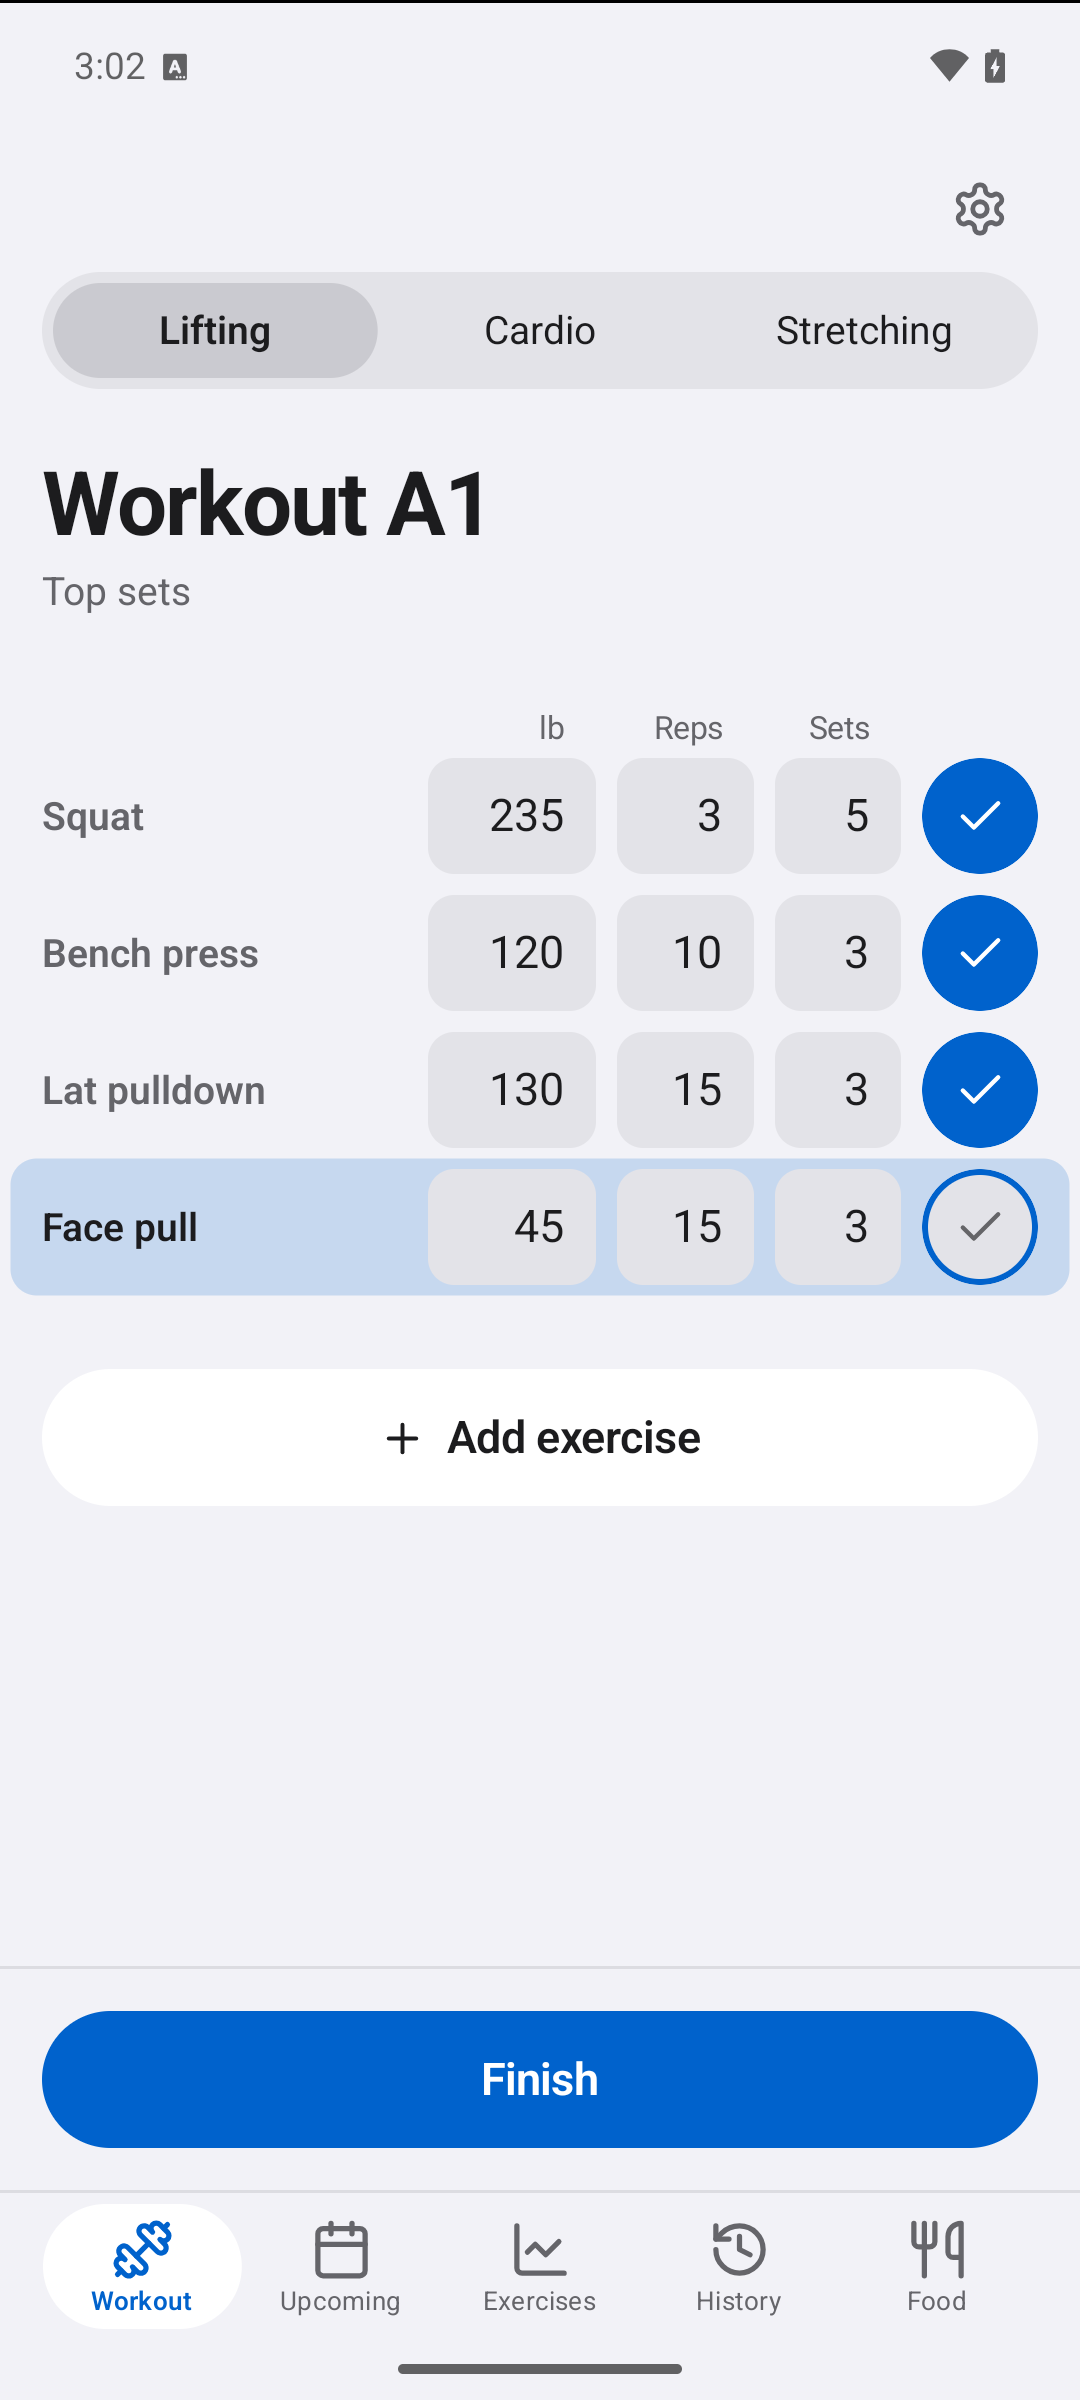 3:02
Lifting Cardio Stretching
Workout A1
Top sets
lb Reps Sets
Squat 235 3 5
Bench press 120 10 3
Lat pulldown 130 15 3
Face pull 45 15 3
+ Add exercise
Finish
Workout Upcoming Exercises History Food